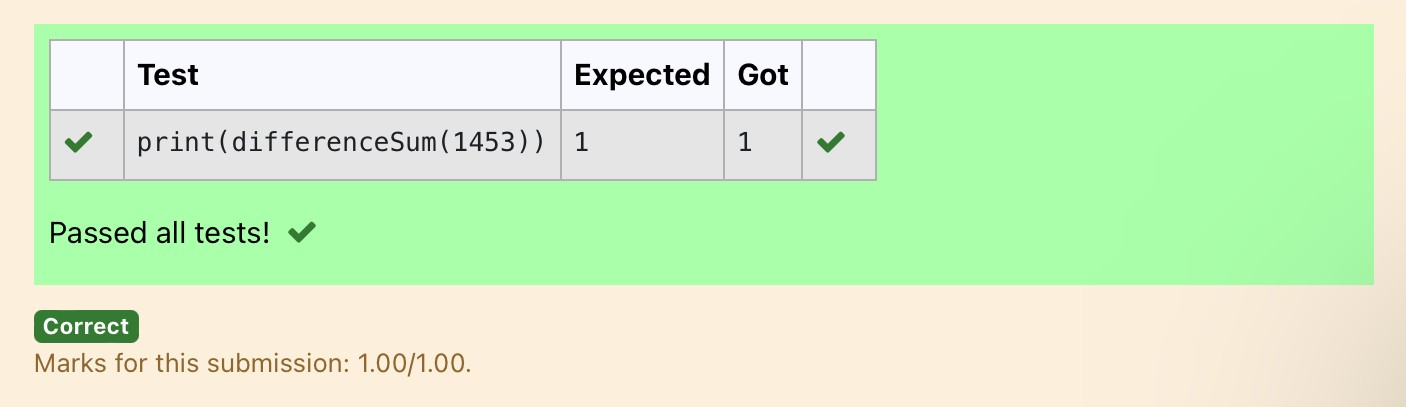 Test Expected Got
print(differenceSum(1453)) 1 1
Passed all tests!
Correct
Marks for this submission: 1.00/1.00.